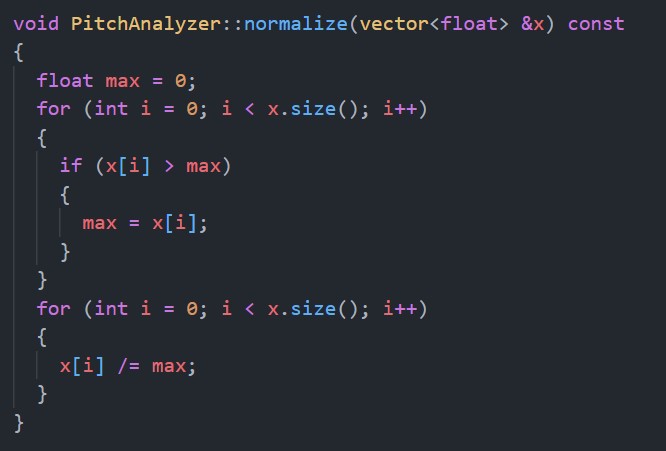 void PitchAnalyzer::normalize(vector<float> &x) const
{
  float max = 0;
  for (int i = 0; i < x.size(); i++)
  {
    if (x[i] > max)
    {
      max = x[i];
    }
  }
  for (int i = 0; i < x.size(); i++)
  {
    x[i] /= max;
  }
}